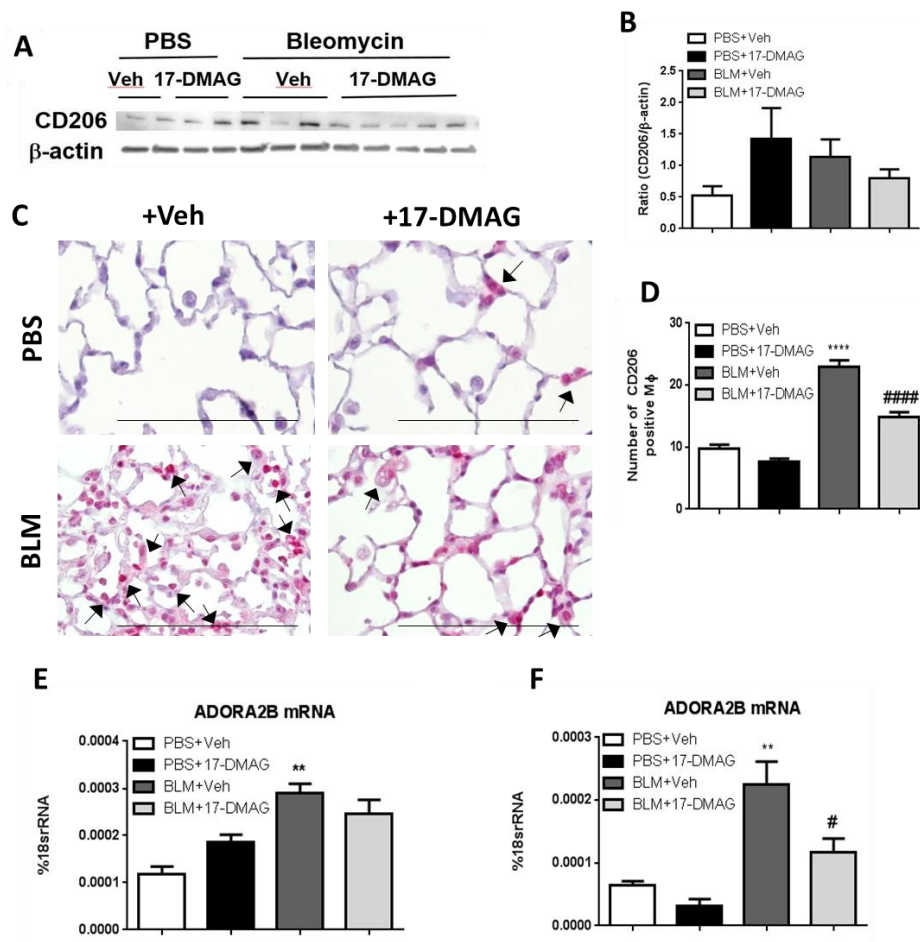 A
PBS
Bleomycin
Veh 17-DMAG
Veh
17-DMAG
CD206
β-actin
B
PBS+Veh
PBS+17-DMAG
BLM+Veh
BLM+17-DMAG
Ratio (CD206/β-actin)
2.5
2.0
1.5
1.0
0.5
0.0
C
+Veh
+17-DMAG
PBS
BLM
D
PBS+Veh
PBS+17-DMAG
BLM+Veh
BLM+17-DMAG
Number of CD206
positive Mϕ
30
20
10
0
****
####
E
ADORA2B mRNA
PBS+Veh
PBS+17-DMAG
BLM+Veh
BLM+17-DMAG
%18srRNA
0.0004
0.0003
0.0002
0.0001
0.0000
**
F
ADORA2B mRNA
PBS+Veh
PBS+17-DMAG
BLM+Veh
BLM+17-DMAG
%18srRNA
0.0003
0.0002
0.0001
0.0000
**
#